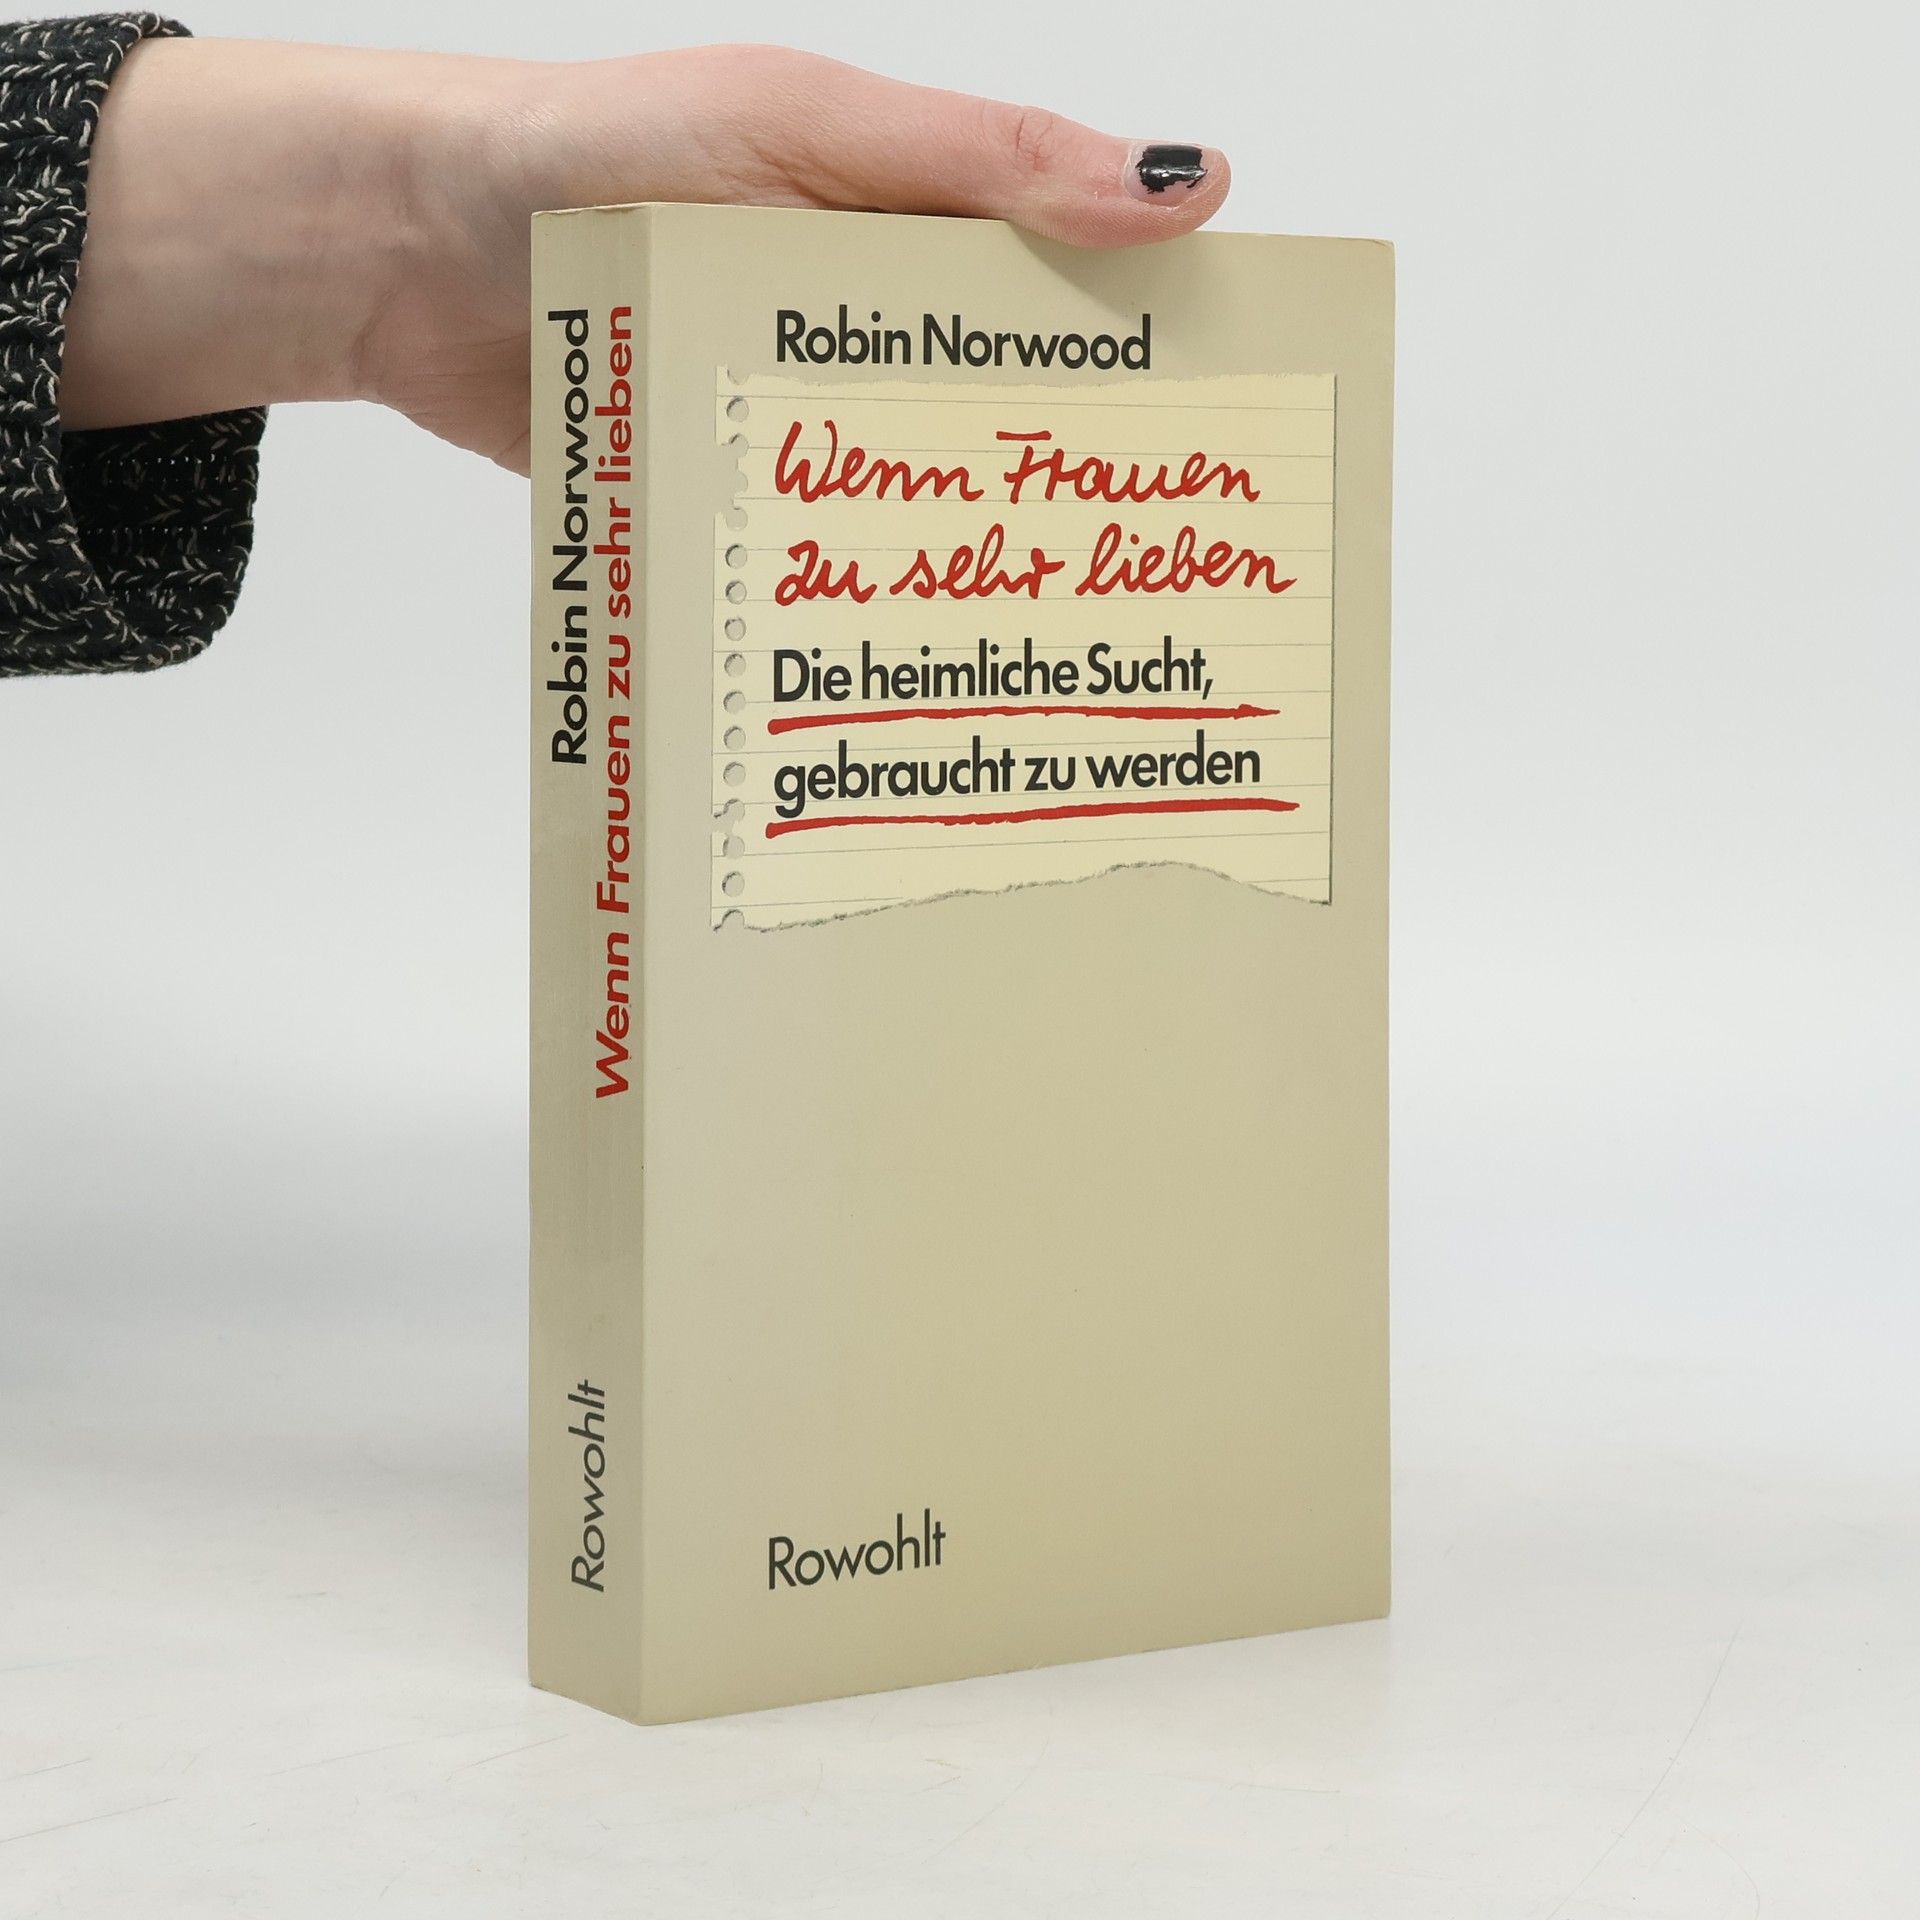 Robin Norwood
Wenn Frauen zu sehr lieben
Rowohlt
Robin Norwood
Wenn Frauen
zu sehr lieben
Die heimliche Sucht,
gebraucht zu werden
Rowohlt